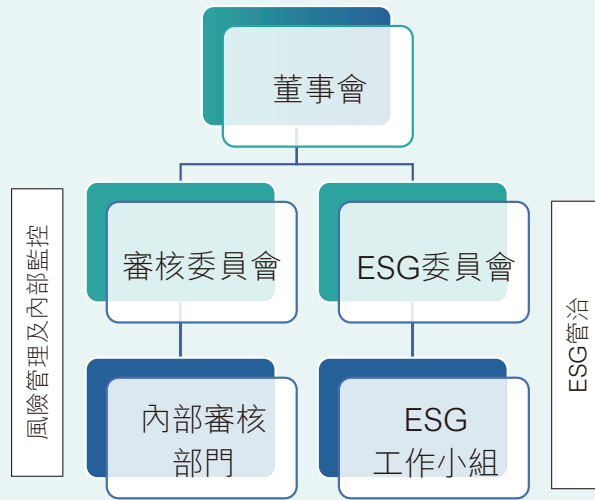 董事會
風險管理及內部監控
審核委員會
ESG委員會
ESG管治
內部審核
部門
ESG
工作小組